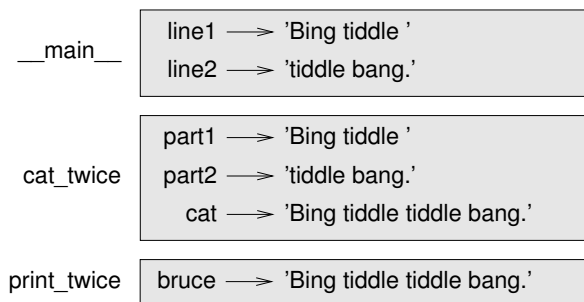 __main__
line1 → 'Bing tiddle '
line2 → 'tiddle bang.'
cat_twice
part1 → 'Bing tiddle '
part2 → 'tiddle bang.'
cat → 'Bing tiddle tiddle bang.'
print_twice
bruce → 'Bing tiddle tiddle bang.'